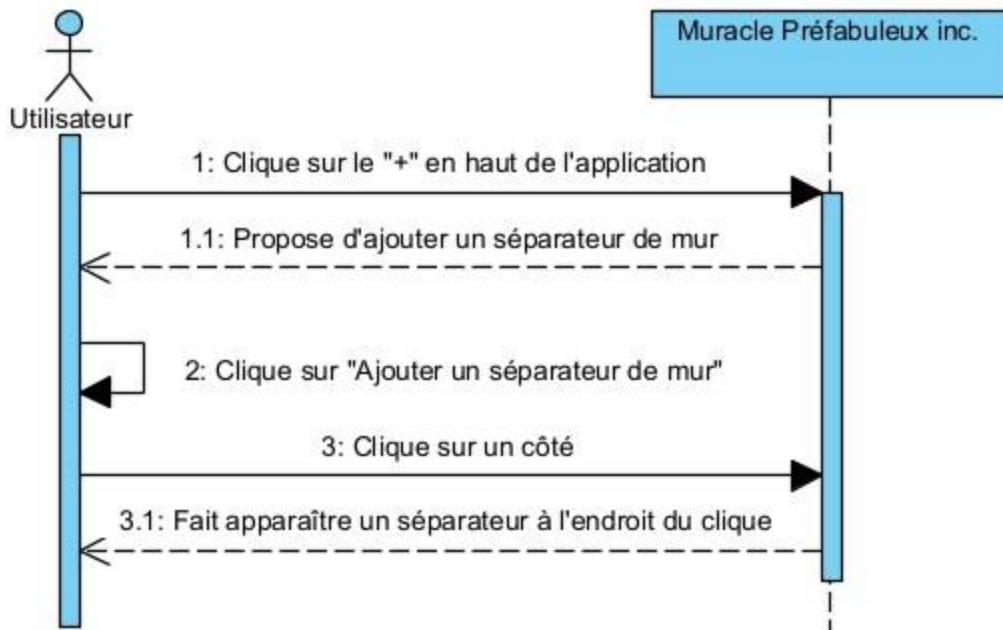 Muracle Préfabuleux inc.
Utilisateur
1: Clique sur le "+" en haut de l'application
1.1: Propose d'ajouter un séparateur de mur
2: Clique sur "Ajouter un séparateur de mur"
3: Clique sur un côté
3.1: Fait apparaître un séparateur à l'endroit du clique